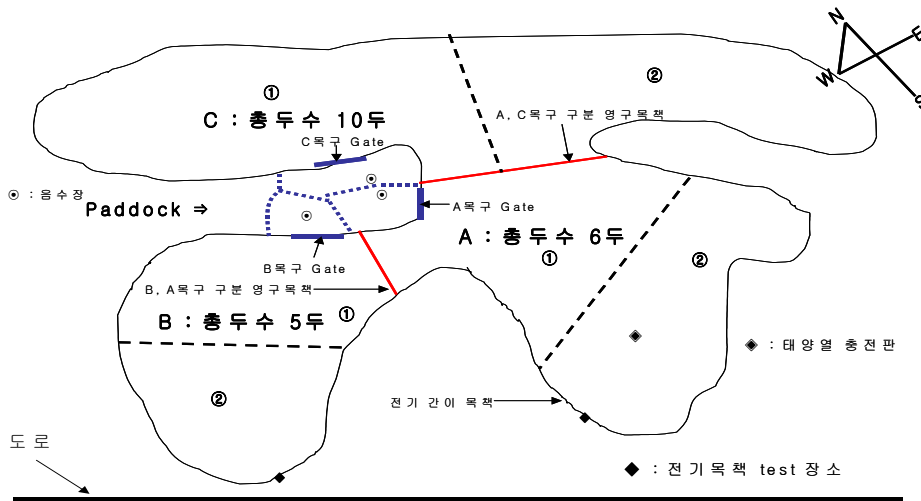 N
E
W
S
①
②
A, C목구 구분 영구목책
C : 총두수 10두
C목구 Gate
◉ : 음수장
Paddock ⇒
A목구 Gate
A : 총두수 6두
①
②
B목구 Gate
B, A목구 구분 영구목책
①
B : 총두수 5두
◈ : 태양열 충전판
②
전기 간이 목책
도로
◆ : 전기목책 test 장소